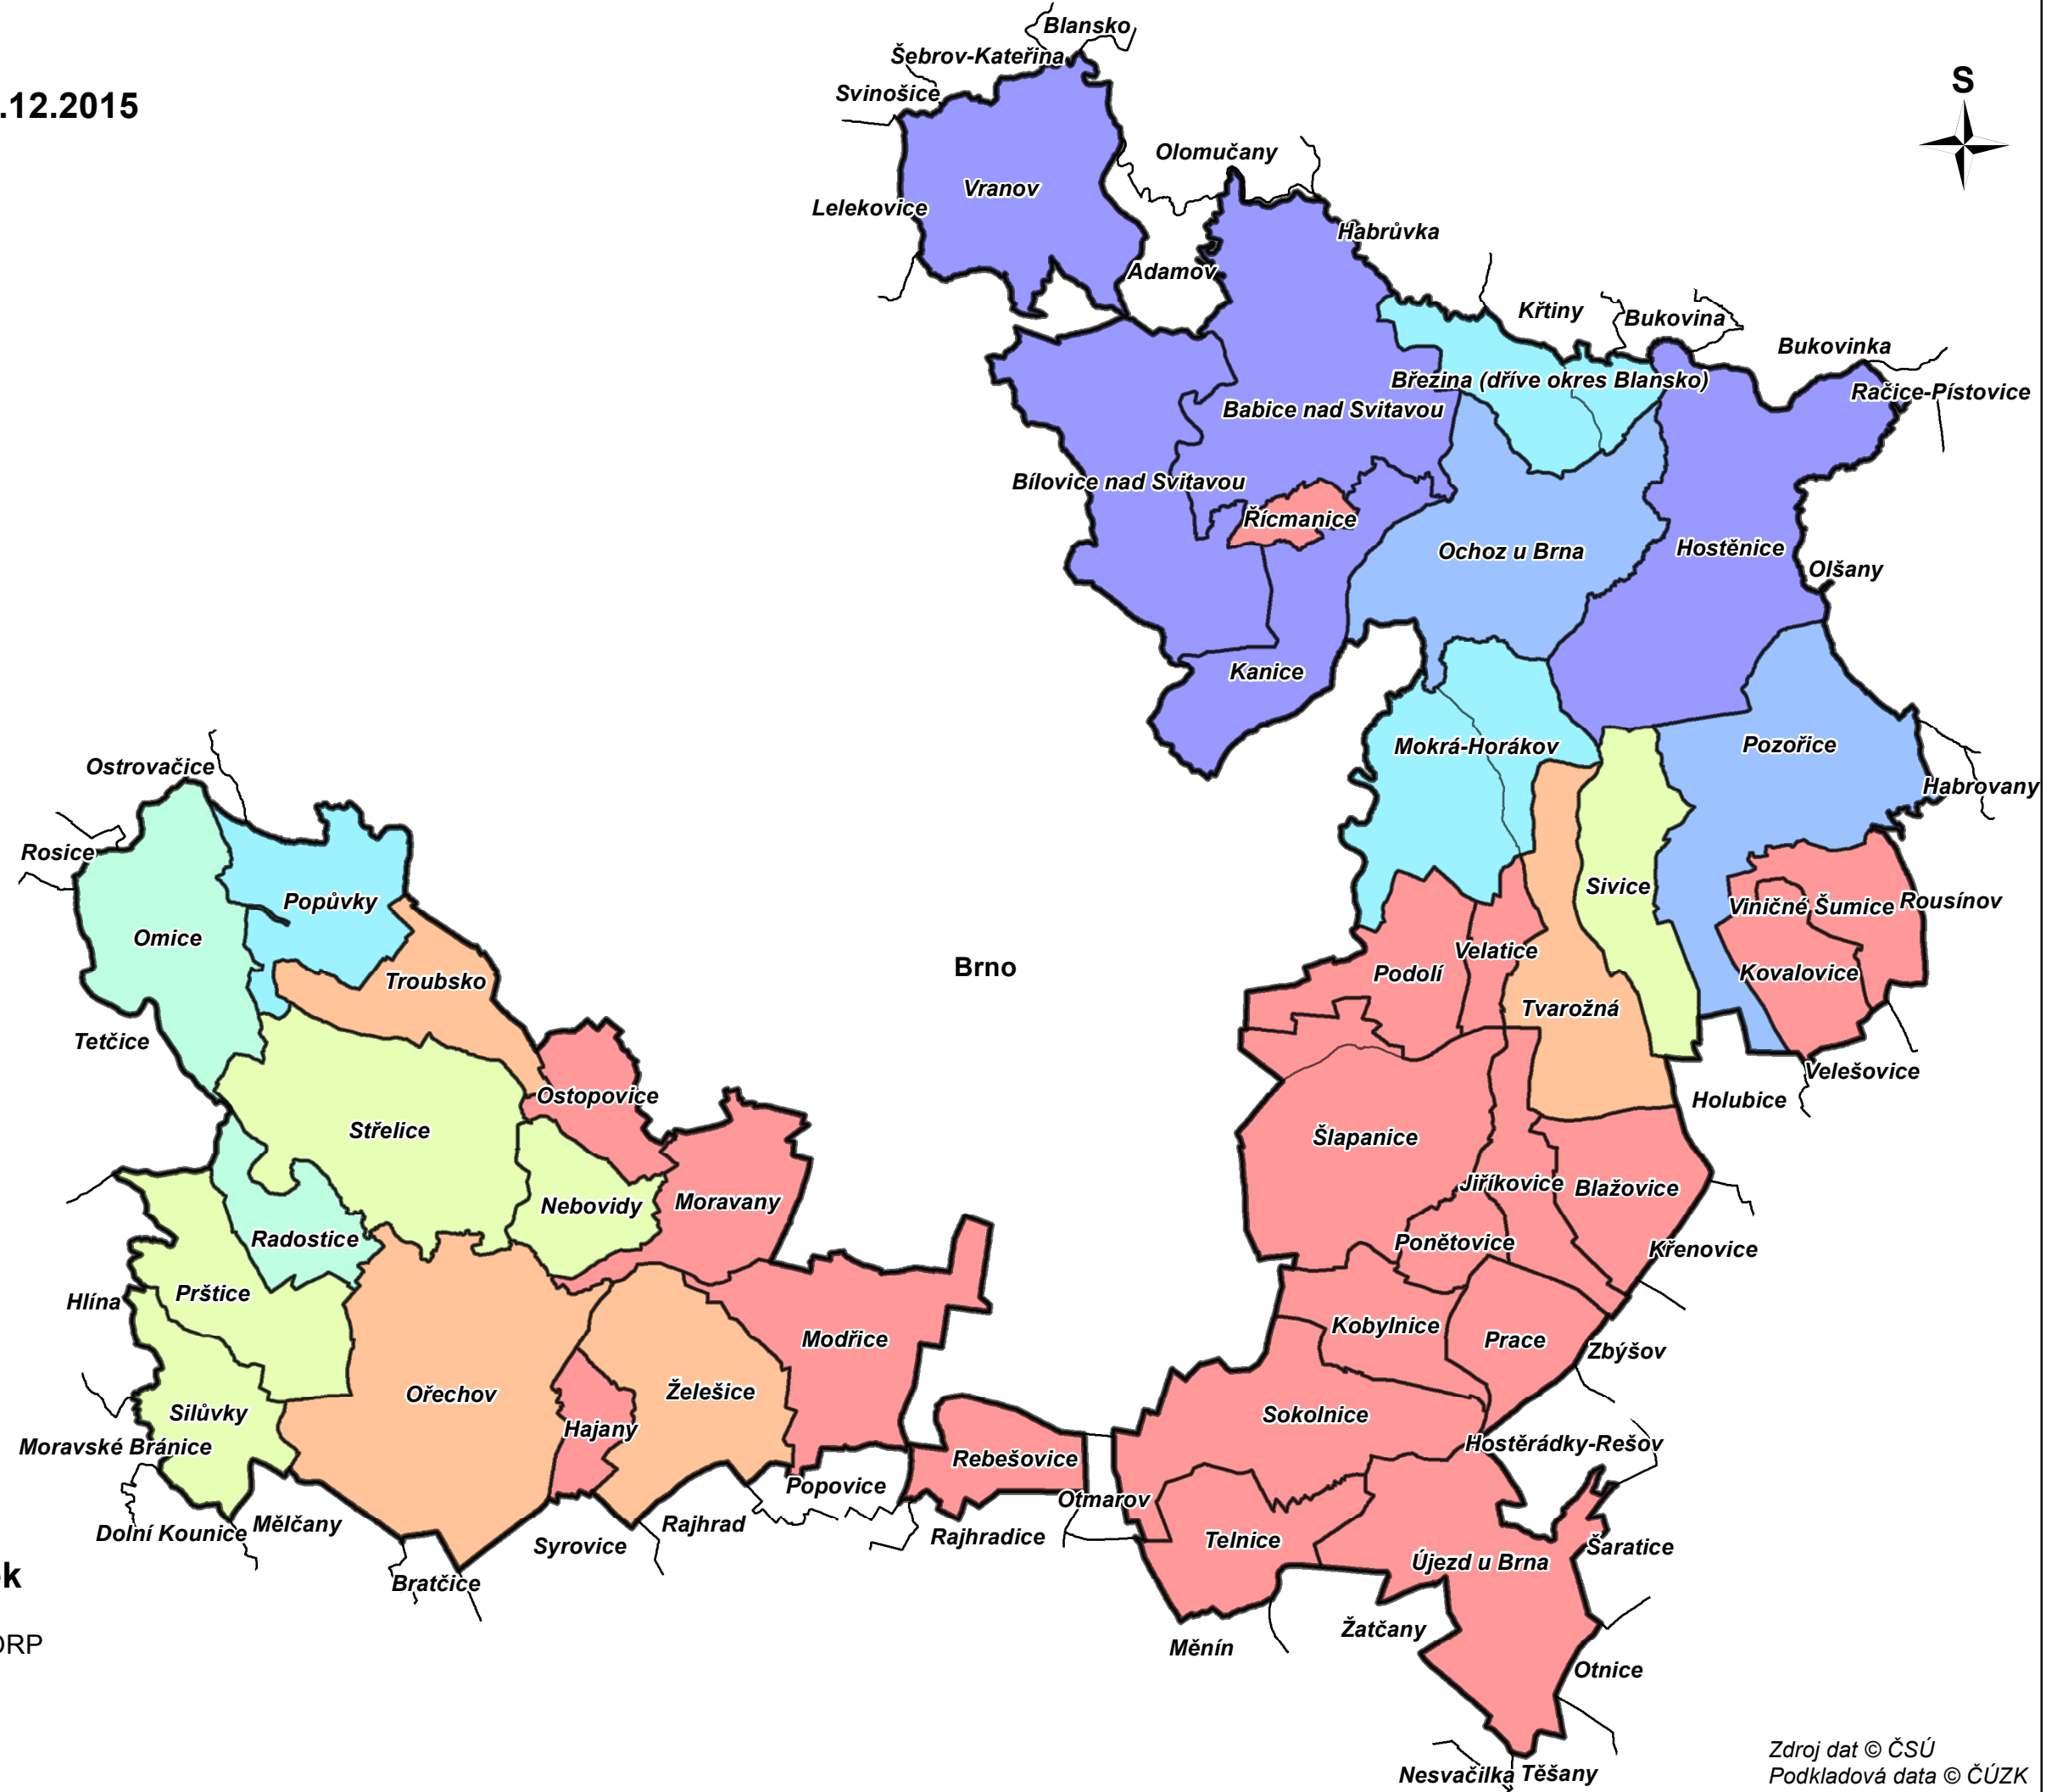 .12.2015
S
Blansko
Šebrov-Kateřina
Svinošice
Olomučany
Vranov
Lelekovice
Habrůvka
Adamov
Křtiny
Bukovina
Bukovinka
Březina (dříve okres Blansko)
Račice-Pístovice
Babice nad Svitavou
Bílovice nad Svitavou
Řícmanice
Ochoz u Brna
Hostěnice
Olšany
Kanice
Mokrá-Horákov
Pozořice
Ostrovačice
Habrovany
Rosice
Popůvky
Sivice
Viničné Šumice
Rousínov
Omice
Velatice
Brno
Podolí
Kovalovice
Troubsko
Tvarožná
Tetčice
Velešovice
Ostopovice
Holubice
Střelice
Šlapanice
Jiříkovice
Blažovice
Nebovidy
Moravany
Radostice
Ponětovice
Křenovice
Prštice
Hlína
Kobylnice
Modřice
Prace
Zbýšov
Ořechov
Želešice
Silůvky
Sokolnice
Hajany
Moravské Bránice
Hostěrádky-Rešov
Rebešovice
Popovice
Otmarov
Mělčany
Rajhrad
Dolní Kounice
Rajhradice
Telnice
Syrovice
Šaratice
Újezd u Brna
k
Bratčice
Žatčany
ORP
Měnín
Otnice
Zdroj dat © ČSÚ
Nesvačilka Těšany
Podkladová data © ČÚZK